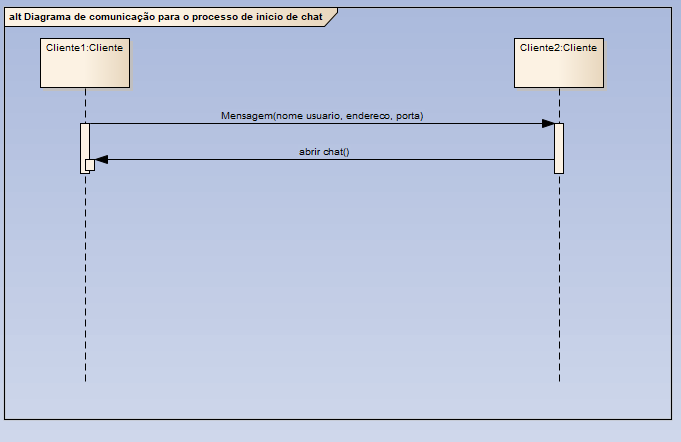 alt Diagrama de comunicação para o processo de inicio de chat
Cliente1:Cliente
Cliente2:Cliente
Mensagem(nome usuario, endereco, porta)
abrir chat()